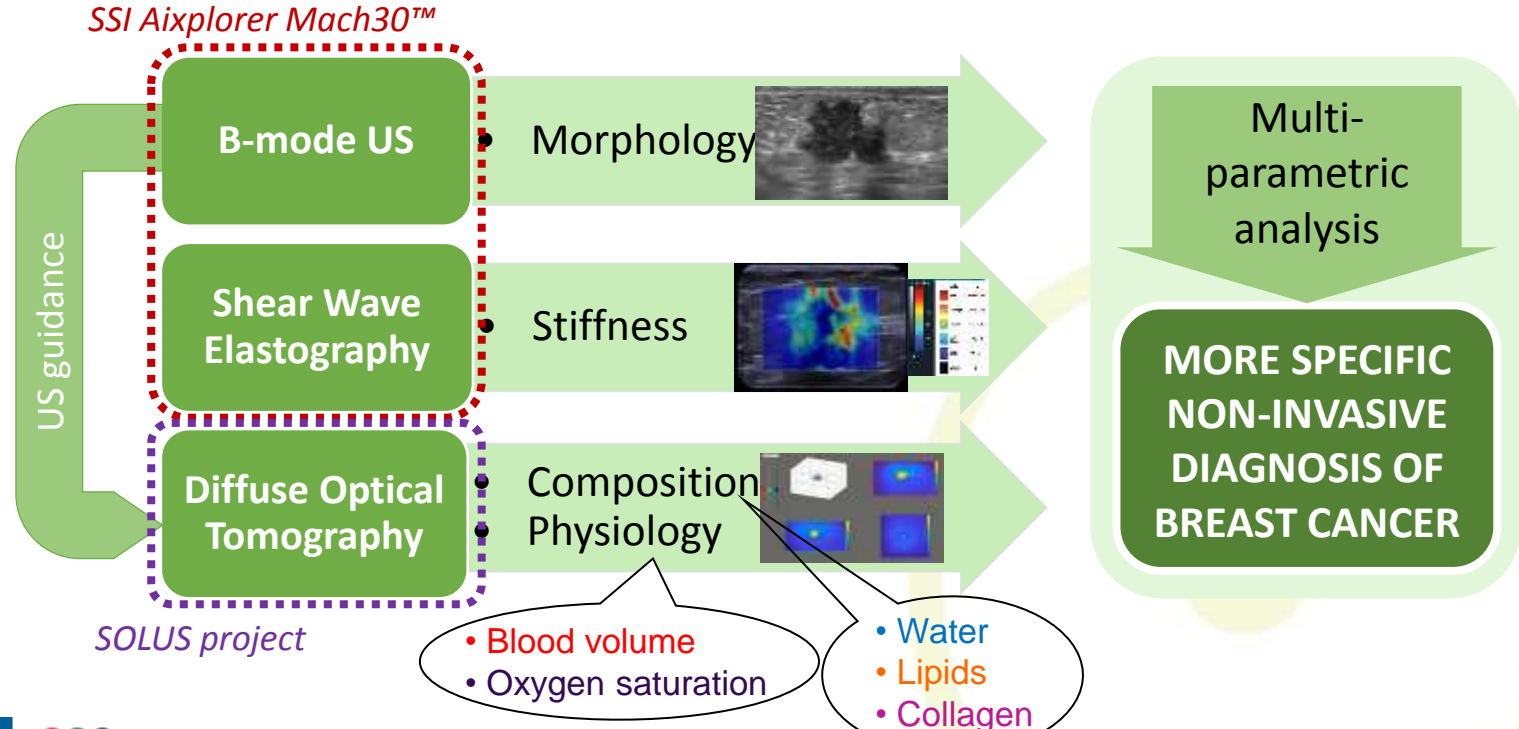 SSI Aixplorer Mach30™
US guidance
B-mode US
• Morphology
Shear Wave
Elastography
• Stiffness
Diffuse Optical
Tomography
• Composition
• Physiology
SOLUS project
• Blood volume
• Oxygen saturation
• Water
• Lipids
• Collagen
Multi-
parametric
analysis
MORE SPECIFIC
NON-INVASIVE
DIAGNOSIS OF
BREAST CANCER